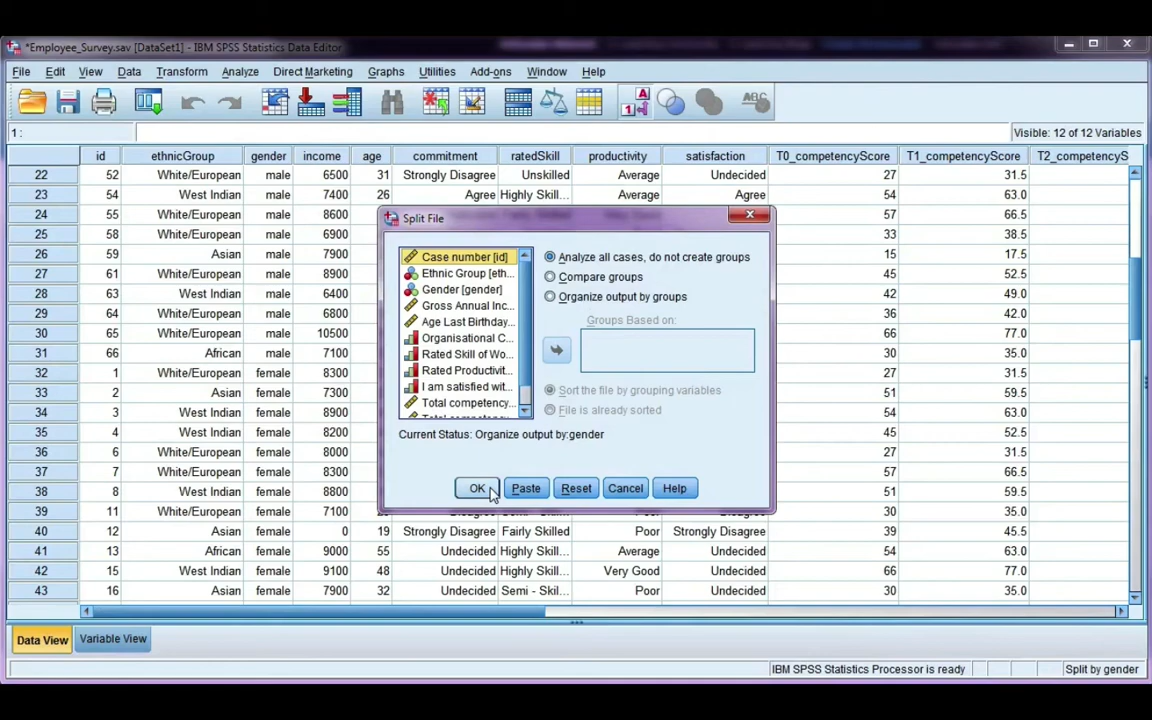 *Employee_Survey.sav [DataSet1] - IBM SPSS Statistics Data Editor
File Edit View Data Transform Analyze Direct Marketing Graphs Utilities Add-ons Window Help
1 :
Visible: 12 of 12 Variables
id ethnicGroup gender income age commitment ratedSkill productivity satisfaction T0_competencyScore T1_competencyScore T2_competencyS
22 52 White/European male 6500 31 Strongly Disagree Unskilled Average Undecided 27 31.5
23 54 West Indian male 7400 26 Agree Highly Skill... Average Agree 54 63.0
24 55 White/European male 8600 57 66.5
25 58 White/European male 6900 33 38.5
26 59 Asian male 7900 15 17.5
27 61 White/European male 8900 45 52.5
28 63 West Indian male 6400 42 49.0
29 64 White/European male 6800 36 42.0
30 65 White/European male 10500 66 77.0
31 66 African male 7100 30 35.0
32 1 White/European female 8300 27 31.5
33 2 Asian female 7300 51 59.5
34 3 West Indian female 8900 54 63.0
35 4 West Indian female 8200 45 52.5
36 6 White/European female 8000 27 31.5
37 7 White/European female 8300 57 66.5
38 8 West Indian female 8800 51 59.5
39 11 White/European female 7100 30 35.0
40 12 Asian female 0 19 Strongly Disagree Fairly Skilled Poor Strongly Disagree 39 45.5
41 13 African female 9000 55 Undecided Highly Skill... Average Undecided 54 63.0
42 15 West Indian female 9100 48 Undecided Highly Skill... Very Good Undecided 66 77.0
43 16 Asian female 7900 32 Undecided Semi - Skil... Poor Undecided 30 35.0
Split File
Case number [id]
Ethnic Group [eth...
Gender [gender]
Gross Annual Inc...
Age Last Birthday...
Organisational C...
Rated Skill of Wo...
Rated Productivit...
I am satisfied wit...
Total competency...
Analyze all cases, do not create groups
Compare groups
Organize output by groups
Groups Based on:
Sort the file by grouping variables
File is already sorted
Current Status: Organize output by:gender
OK Paste Reset Cancel Help
Data View Variable View
IBM SPSS Statistics Processor is ready
Split by gender